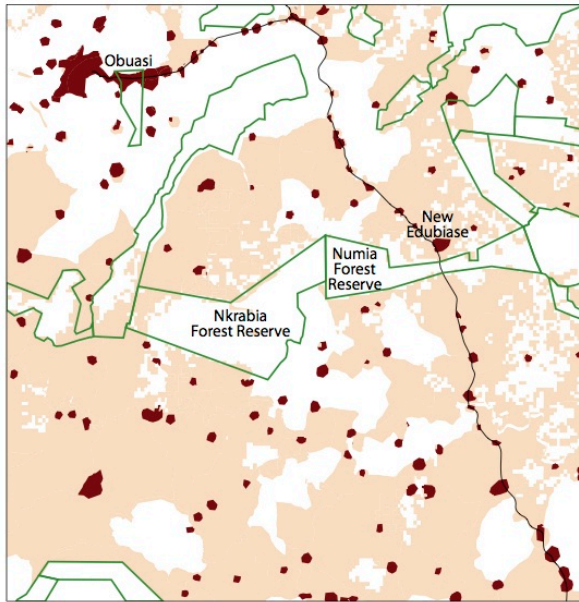 Obuasi
New
Edubiase
Numia
Forest
Reserve
Nkrabia
Forest Reserve